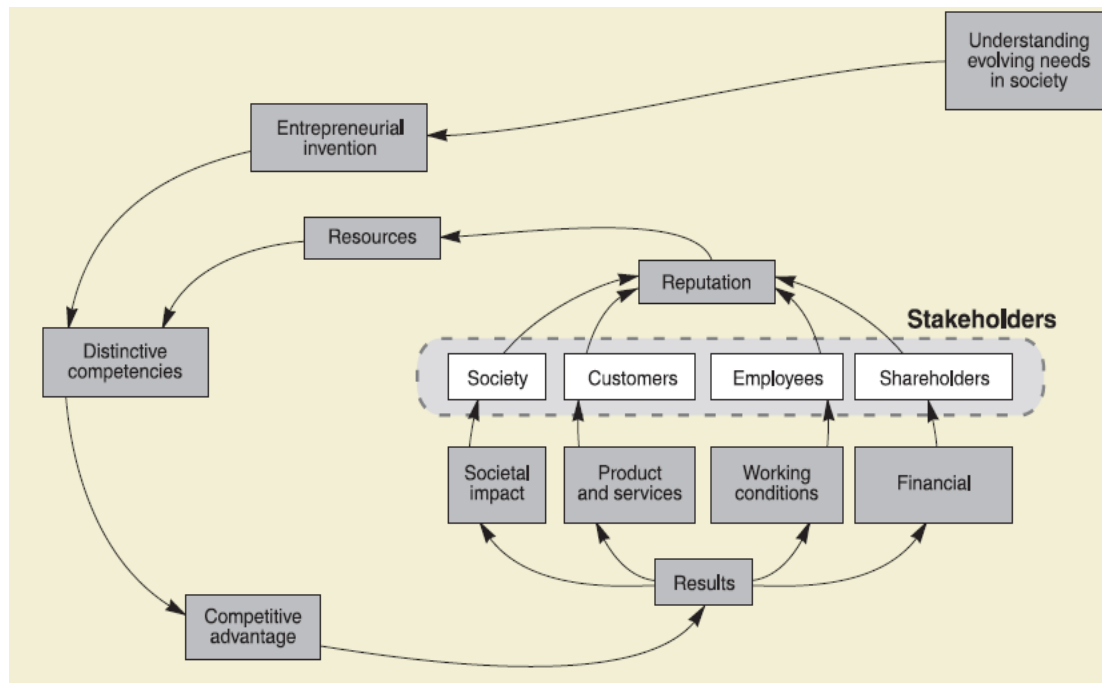 Understanding
evolving needs
in society
Entrepreneurial
invention
Resources
Reputation
Stakeholders
Distinctive
competencies
Society
Customers
Employees
Shareholders
Societal
impact
Product
and services
Working
conditions
Financial
Results
Competitive
advantage